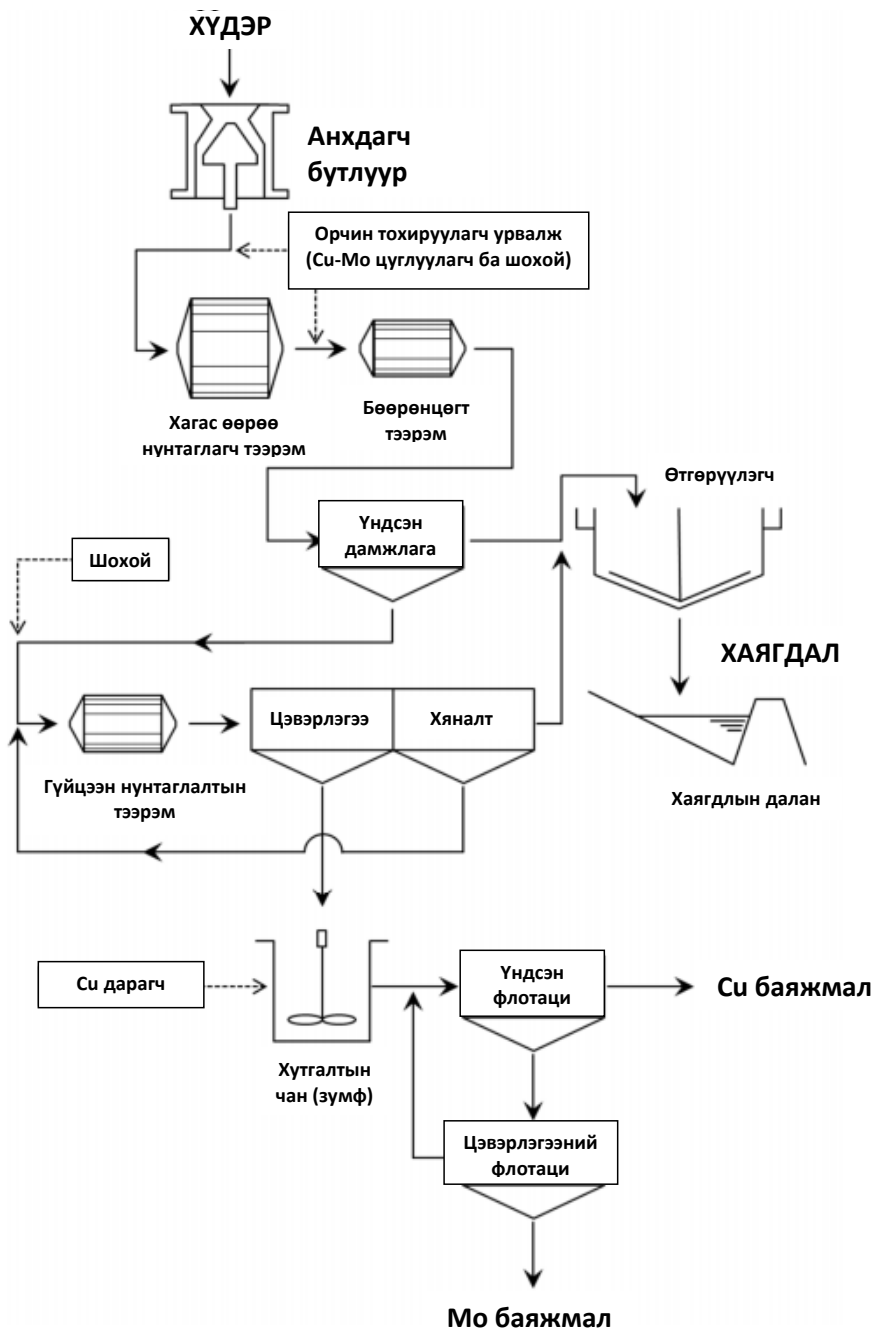 ХҮДЭР
Анхдагч
бутлуур
Орчин тохируулагч урвалж
(Cu-Mo цуглуулагч ба шохой)
Хагас өөрөө
нунтаглагч тээрэм
Бөөрөнцөгт
тээрэм
Өтгөрүүлэгч
Үндсэн
дамжлага
Шохой
ХАЯГДАЛ
Цэвэрлэгээ
Хяналт
Гүйцээн нунтаглалтын
тээрэм
Хаягдлын далан
Cu дарагч
Үндсэн
флотаци
Cu баяжмал
Хутгалтын
чан (зумф)
Цэвэрлэгээний
флотаци
Mo баяжмал